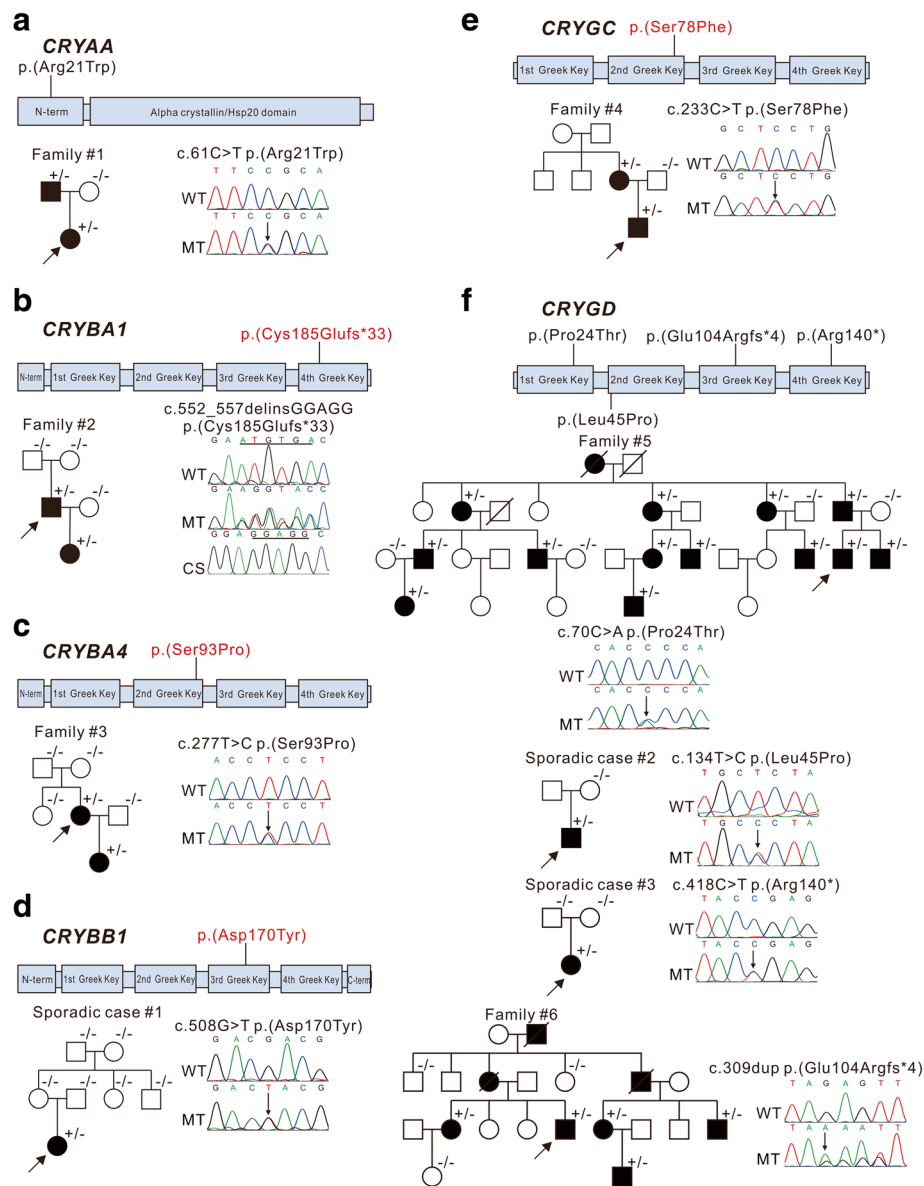 a
CRYAA
p.(Arg21Trp)
N-term Alpha crystallin/Hsp20 domain
Family #1
+/- -/-
+/-
c.61C>T p.(Arg21Trp)
T T C C G C A
WT
T T C C G C A
MT
b
CRYBA1
p.(Cys185Glufs*33)
N-term 1st Greek Key 2nd Greek Key 3rd Greek Key 4th Greek Key
Family #2
-/- -/-
+/- -/-
+/-
c.552_557delinsGGAGG
p.(Cys185Glufs*33)
G A A T G T G A C
WT
G A A G G T A C C
MT
G G A G G A G G C
CS
c
CRYBA4
p.(Ser93Pro)
N-term 1st Greek Key 2nd Greek Key 3rd Greek Key 4th Greek Key
Family #3
-/- -/-
-/- +/- -/-
+/-
c.277T>C p.(Ser93Pro)
A C C T C C T
WT
A C C T C C T
MT
d
CRYBB1
p.(Asp170Tyr)
N-term 1st Greek Key 2nd Greek Key 3rd Greek Key 4th Greek Key C-term
Sporadic case #1
-/- -/-
-/- -/- -/- -/-
+/-
c.508G>T p.(Asp170Tyr)
G A C G A C G
WT
G A C T A C G
MT
e
CRYGC
p.(Ser78Phe)
1st Greek Key 2nd Greek Key 3rd Greek Key 4th Greek Key
Family #4
+/- -/-
+/-
c.233C>T p.(Ser78Phe)
G C T C C T G
WT
G C T C C T G
MT
f
CRYGD
p.(Pro24Thr) p.(Glu104Argfs*4) p.(Arg140*)
1st Greek Key 2nd Greek Key 3rd Greek Key 4th Greek Key
p.(Leu45Pro)
Family #5
+/- +/- +/- -/- +/- -/-
-/- +/- +/- -/- +/- +/- +/- +/- +/-
+/-
c.70C>A p.(Pro24Thr)
C A C C C C A
WT
C A C C C C A
MT
Sporadic case #2
-/-
+/-
c.134T>C p.(Leu45Pro)
T G C T C T A
WT
T G C C C T A
MT
Sporadic case #3
-/- -/-
+/-
c.418C>T p.(Arg140*)
T A C C G A G
WT
T A C C G A G
MT
Family #6
-/- -/-
+/- +/- +/- +/-
-/- +/-
c.309dup p.(Glu104Argfs*4)
T A G A G T T
WT
T A A A A T T
MT